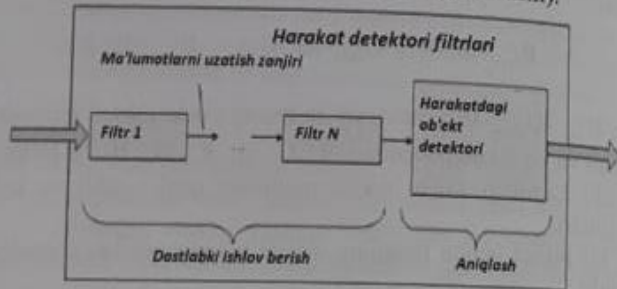 Harakat detektori filtrlari
Ma'lumotlarni uzatish zanjiri
Filtr 1
...
Filtr N
Harakatdagi
ob'ekt
detektori
Dastlabki ishlov berish
Aniqlash